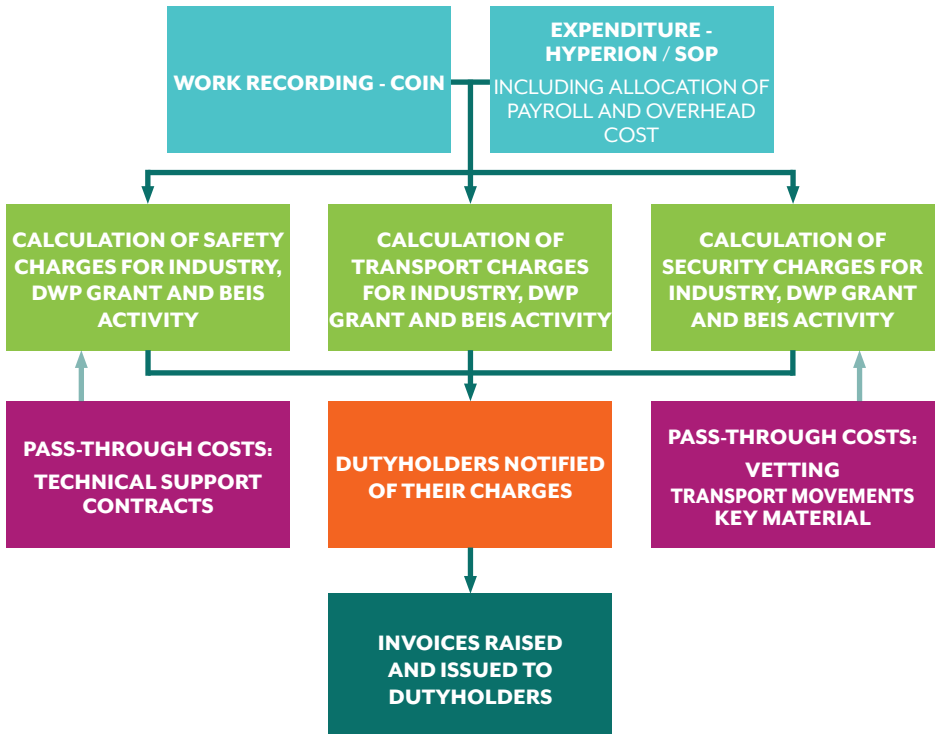 WORK RECORDING - COIN
EXPENDITURE -
HYPERION / SOP
INCLUDING ALLOCATION OF
PAYROLL AND OVERHEAD
COST
CALCULATION OF SAFETY
CHARGES FOR INDUSTRY,
DWP GRANT AND BEIS
ACTIVITY
CALCULATION OF
TRANSPORT CHARGES
FOR INDUSTRY, DWP
GRANT AND BEIS ACTIVITY
CALCULATION OF
SECURITY CHARGES FOR
INDUSTRY, DWP GRANT
AND BEIS ACTIVITY
PASS-THROUGH COSTS:
TECHNICAL SUPPORT
CONTRACTS
DUTYHOLDERS NOTIFIED
OF THEIR CHARGES
PASS-THROUGH COSTS:
VETTING
TRANSPORT MOVEMENTS
KEY MATERIAL
INVOICES RAISED
AND ISSUED TO
DUTYHOLDERS